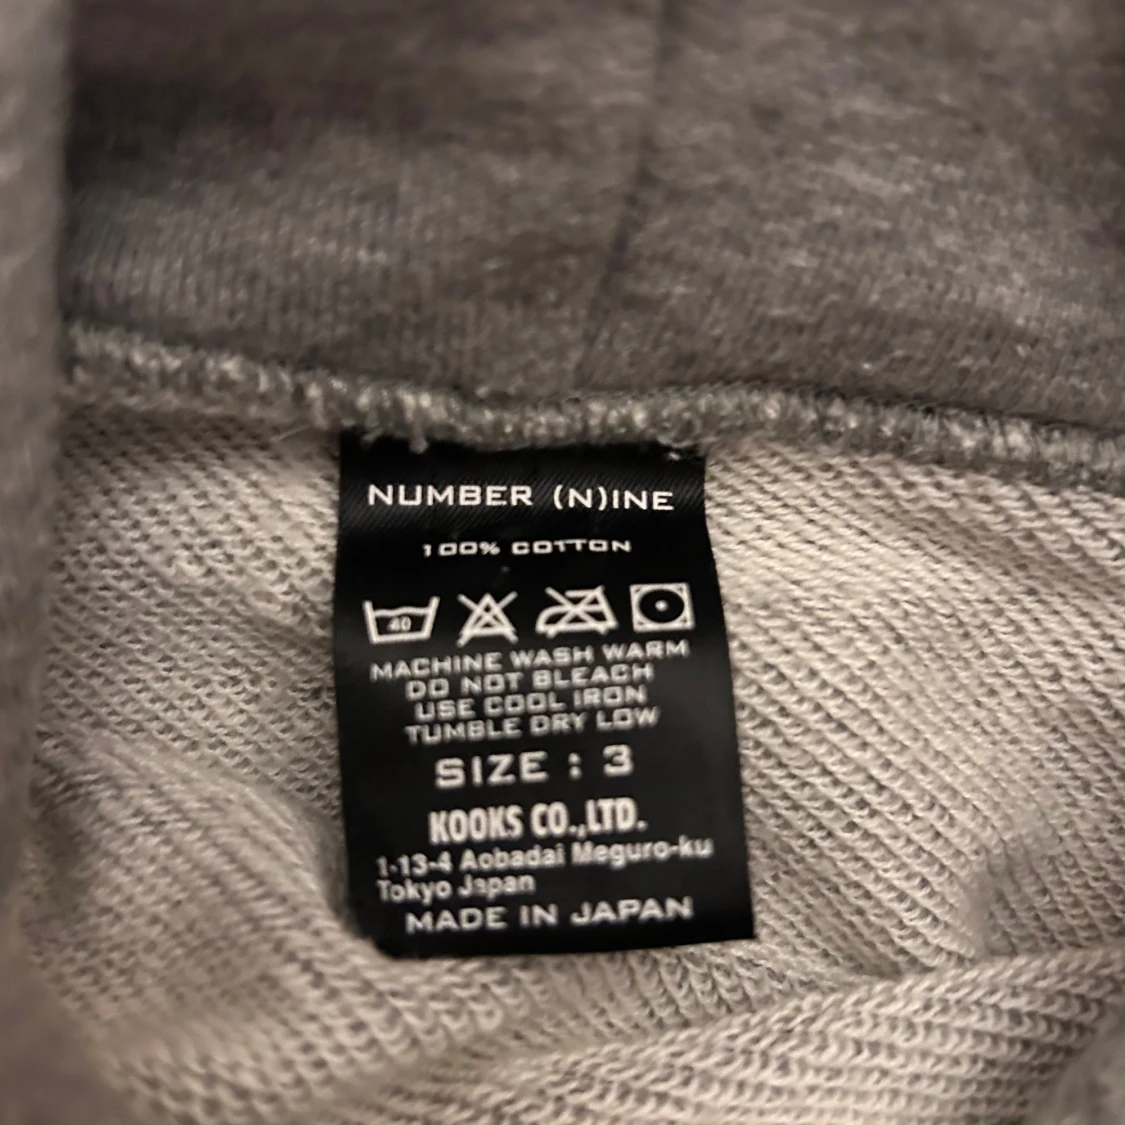 NUMBER (N)INE
100% COTTON
40
MACHINE WASH WARM
DO NOT BLEACH
USE COOL IRON
TUMBLE DRY LOW
SIZE : 3
KOOKS CO.,LTD.
1-13-4 Aobadai Meguro-ku
Tokyo Japan
MADE IN JAPAN